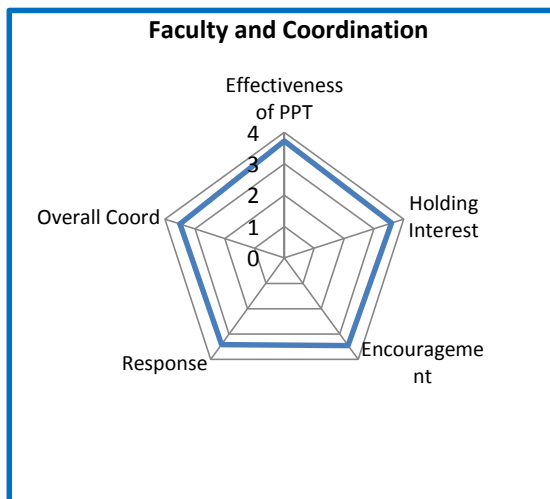 Faculty and Coordination
Effectiveness
of PPT
4
3
2
1
0
Holding
Interest
Encourageme
nt
Response
Overall Coord